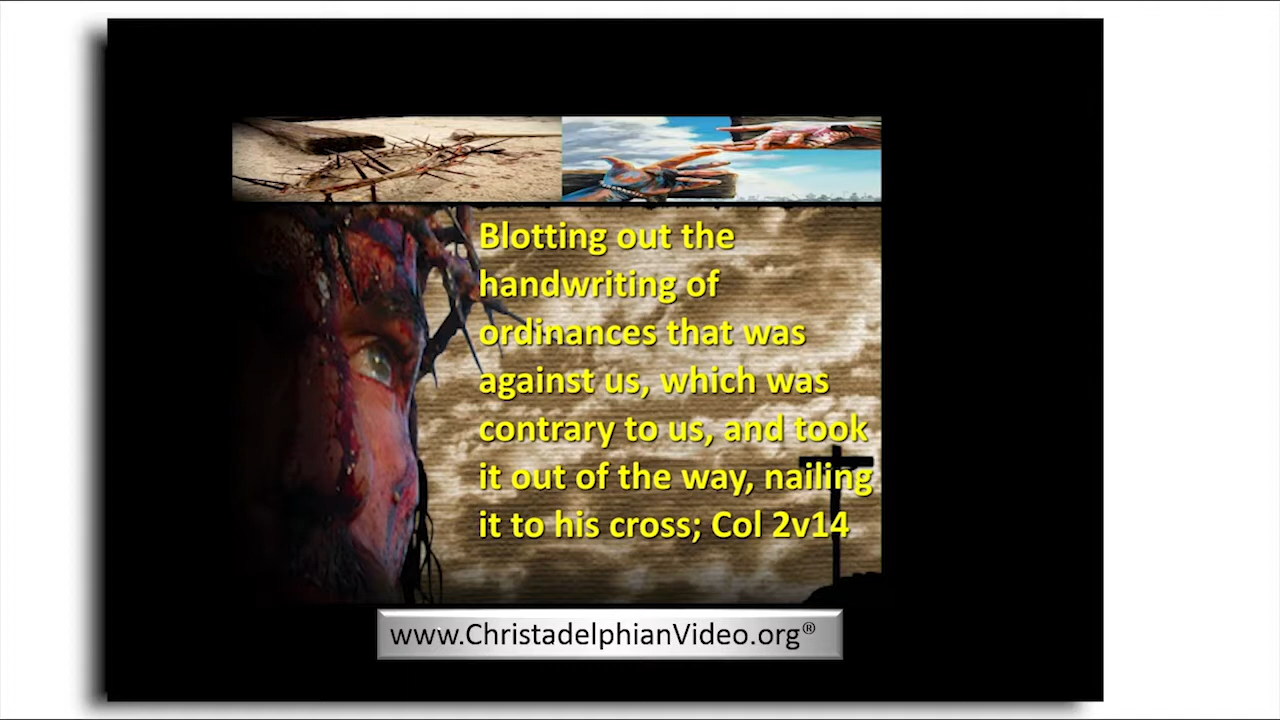 Blotting out the
handwriting of
ordinances that was
against us, which was
contrary to us, and took
it out of the way, nailing
it to his cross; Col 2v14
www.ChristadelphianVideo.org®